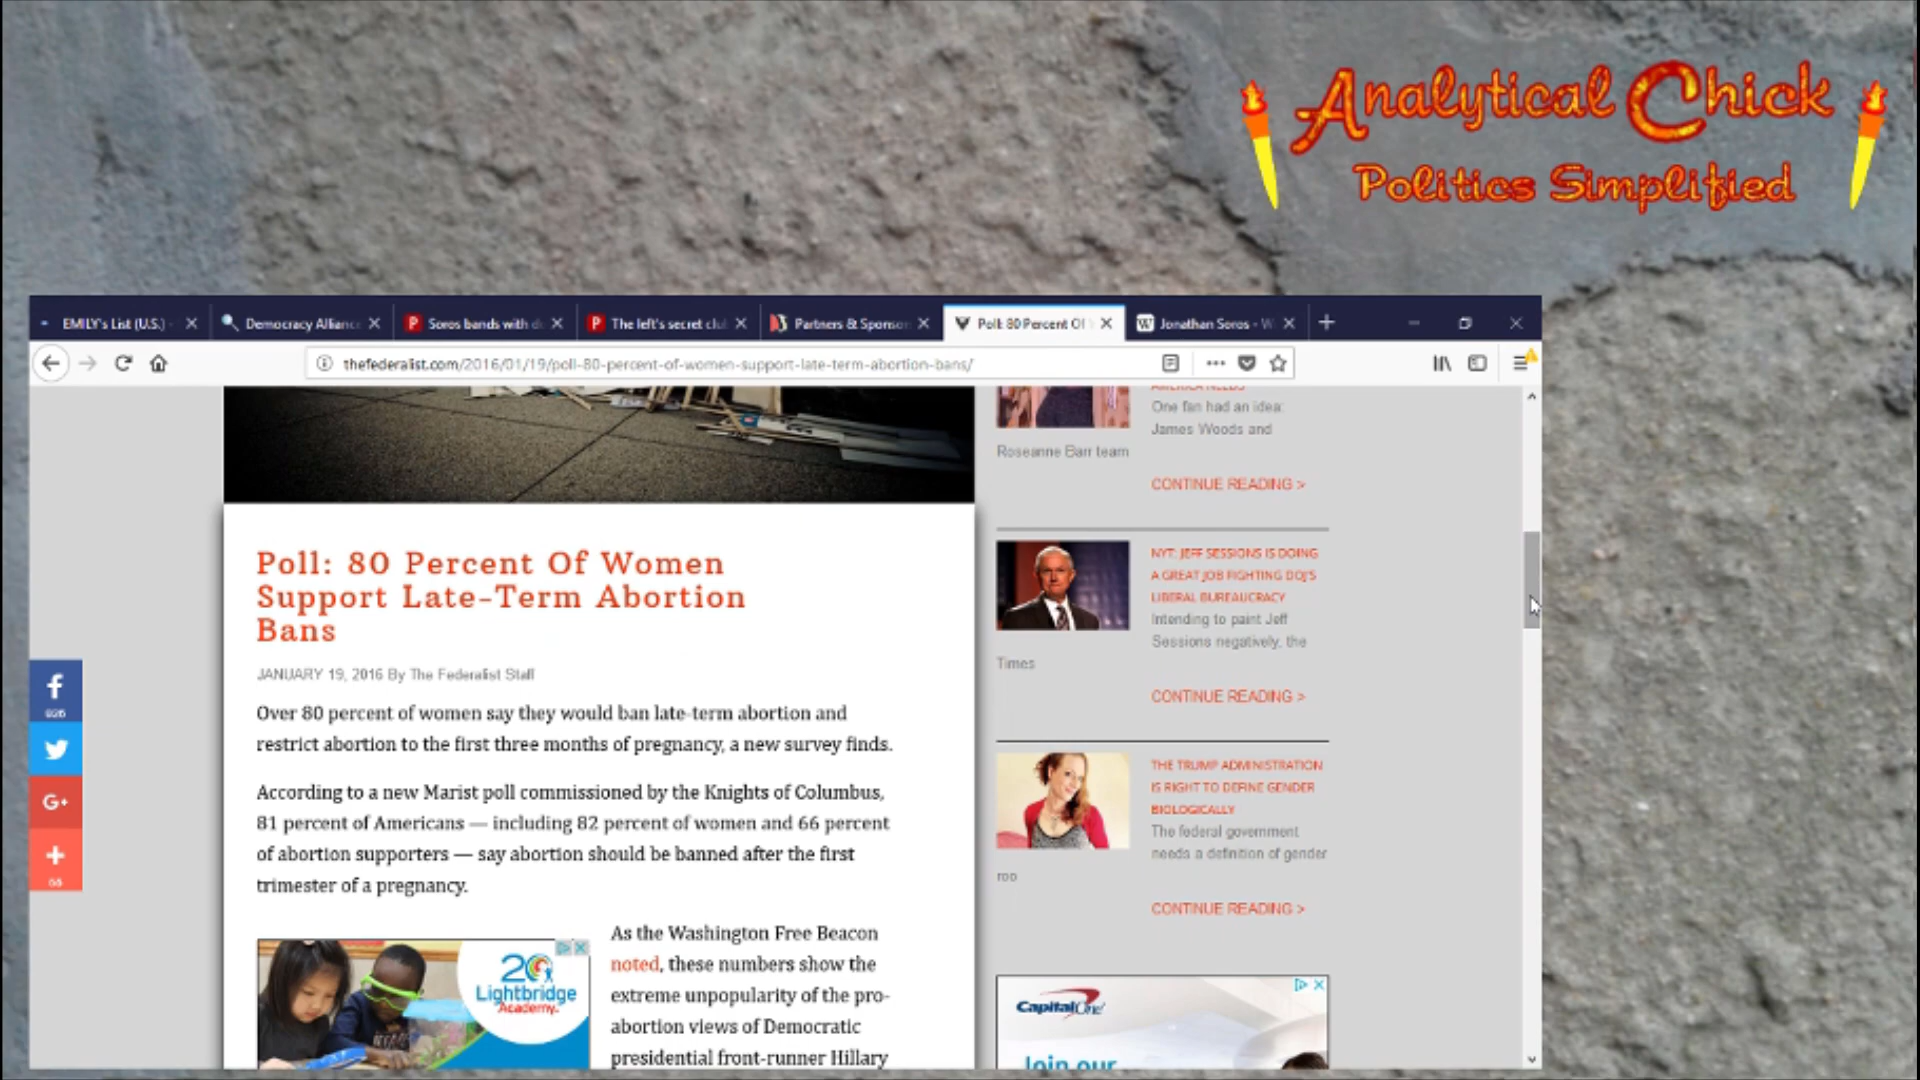 Analytical Chick
Politics Simplified
EMILY's List (U.S.) -
Democracy Allianc
Soros bands with d
The left's secret clu
Partners & Sponso
Poll: 80 Percent Of
Jonathan Soros - W
thefederalist.com/2016/01/19/poll-80-percent-of-women-support-late-term-abortion-bans/
Poll: 80 Percent Of Women
Support Late-Term Abortion
Bans
JANUARY 19, 2016 By The Federalist Staff
Over 80 percent of women say they would ban late-term abortion and
restrict abortion to the first three months of pregnancy, a new survey finds.
According to a new Marist poll commissioned by the Knights of Columbus,
81 percent of Americans — including 82 percent of women and 66 percent
of abortion supporters — say abortion should be banned after the first
trimester of a pregnancy.
As the Washington Free Beacon
noted, these numbers show the
extreme unpopularity of the pro-
abortion views of Democratic
presidential front-runner Hillary
20
Lightbridge
Academy
AMERICA NEEDS
One fan had an idea:
James Woods and
Roseanne Barr team
CONTINUE READING >
NYT: JEFF SESSIONS IS DOING
A GREAT JOB FIGHTING DOJ'S
LIBERAL BUREAUCRACY
Intending to paint Jeff
Sessions negatively, the
Times
CONTINUE READING >
THE TRUMP ADMINISTRATION
IS RIGHT TO DEFINE GENDER
BIOLOGICALLY
The federal government
needs a definition of gender
roo
CONTINUE READING >
Capital One
Join our
G+